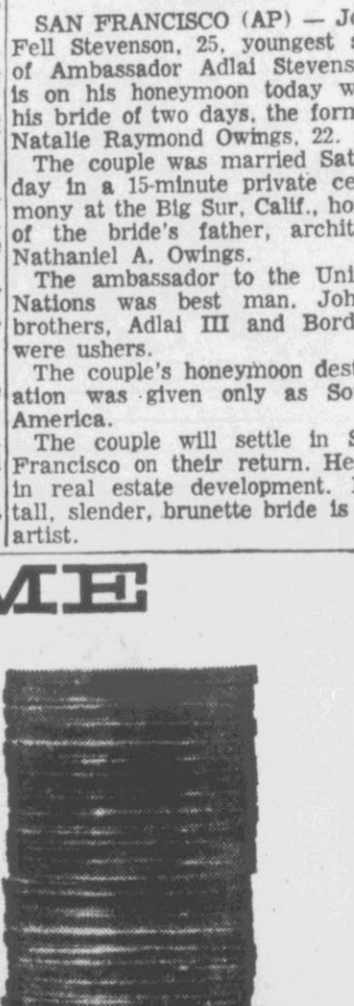 SAN FRANCISCO (AP) — Jo
Fell Stevenson, 25, youngest s
of Ambassador Adlai Stevens
is on his honeymoon today w
his bride of two days, the form
Natalie Raymond Owings, 22.
The couple was married Sat
day in a 15-minute private ce
mony at the Big Sur, Calif., ho
of the bride's father, archit
Nathaniel A. Owings.
The ambassador to the Uni
Nations was best man. Joh
brothers, Adlai III and Bord
were ushers.
The couple's honeymoon dest
ation was given only as So
America.
The couple will settle in S
Francisco on their return. He
in real estate development. 
tall, slender, brunette bride is
artist.
ME